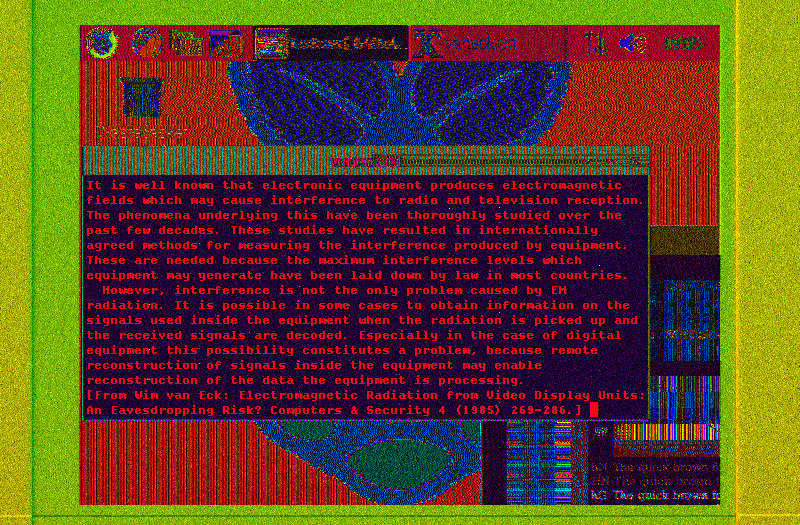 It is well known that electronic equipment produces electromagnetic
fields which may cause interference to radio and television reception.
The phenomena underlying this have been thoroughly studied over the
past few decades. These studies have resulted in internationally
agreed methods for measuring the interference produced by equipment.
These are needed because the maximum interference levels which
equipment may generate have been laid down by law in most countries.
However, interference is not the only problem caused by EM
radiation. It is possible in some cases to obtain information on the
signals used inside the equipment when the radiation is picked up and
the received signals are decoded. Especially in the case of digital
equipment this possibility constitutes a problem, because remote
reconstruction of signals inside the equipment may enable
reconstruction of the data the equipment is processing.
[From Wim van Eck: Electromagnetic Radiation from Video Display Units:
An Eavesdropping Risk? Computers & Security 4 (1985) 269-286.]
The quick brown f
The quick brown f
The quick brown fo